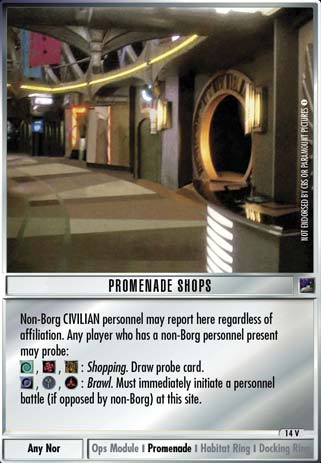 NOT ENDORSED BY CBS OR PARAMOUNT PICTURES
PROMENADE SHOPS
Non-Borg CIVILIAN personnel may report here regardless of
affiliation. Any player who has a non-Borg personnel present
may probe:
, , : Shopping. Draw probe card.
, , : Brawl. Must immediately initiate a personnel
battle (if opposed by non-Borg) at this site.
14 V
Any Nor
Ops Module I Promenade I Habitat Ring I Docking Ring